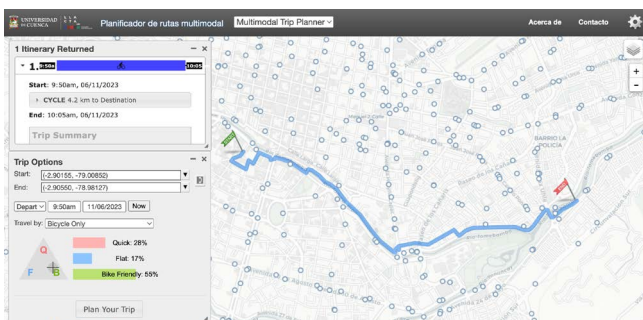 UNIVERSIDAD
DE CUENCA
Planificador de rutas multimodal
Multimodal Trip Planner
Acerca de
Contacto
1 Itinerary Returned
1.
9:50a
10:05
Start: 9:50am, 06/11/2023
CYCLE 4.2 km to Destination
End: 10:05am, 06/11/2023
Trip Summary
Trip Options
Start: (-2.90155, -79.00852)
End: (-2.90550, -78.98127)
Depart 9:50am 11/06/2023 Now
Travel by: Bicycle Only
Q
F
B
Quick: 28%
Flat: 17%
Bike Friendly: 55%
Plan Your Trip
BARRIO LA
POLICIA
+
-